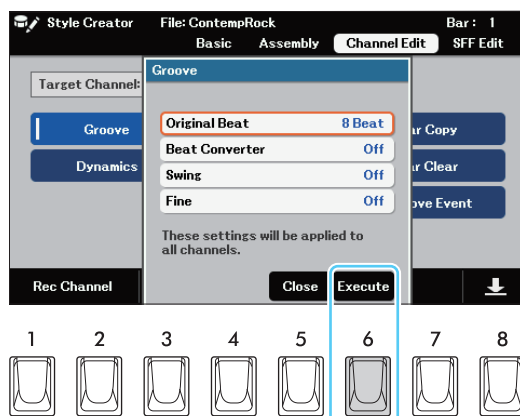 Style Creator File: ContempRock Bar: 1
Basic Assembly Channel Edit SFF Edit
Groove
Target Channel:
Original Beat 8 Beat
Groove
Beat Converter Off
Dynamics
Swing Off
Fine Off
These settings will be applied to
all channels.
Rec Channel Close Execute
1 2 3 4 5 6 7 8